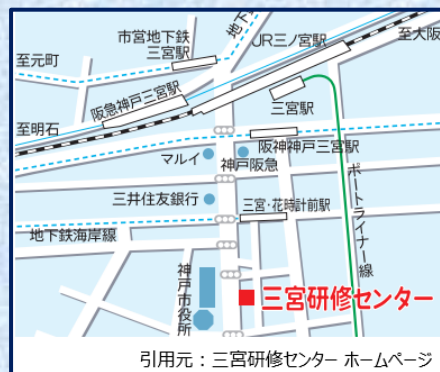 市営地下鉄
三宮駅
地下
JR三ノ宮駅
至大阪
至元町
阪急神戸三宮駅
三宮駅
至明石
阪神神戸三宮駅
マルイ
神戸阪急
ポートライナー線
三井住友銀行
三宮・花時計前駅
地下鉄海岸線
神戸市役所
三宮研修センター
引用元：三宮研修センター ホームページ